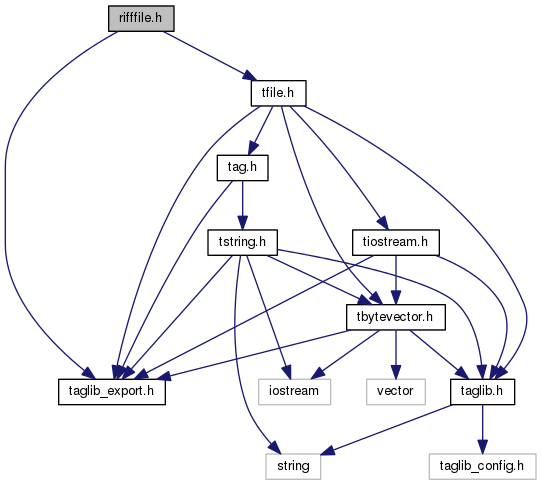 rifffile.h
tfile.h
tag.h
tstring.h
tiostream.h
tbytevector.h
taglib_export.h
iostream
vector
taglib.h
string
taglib_config.h